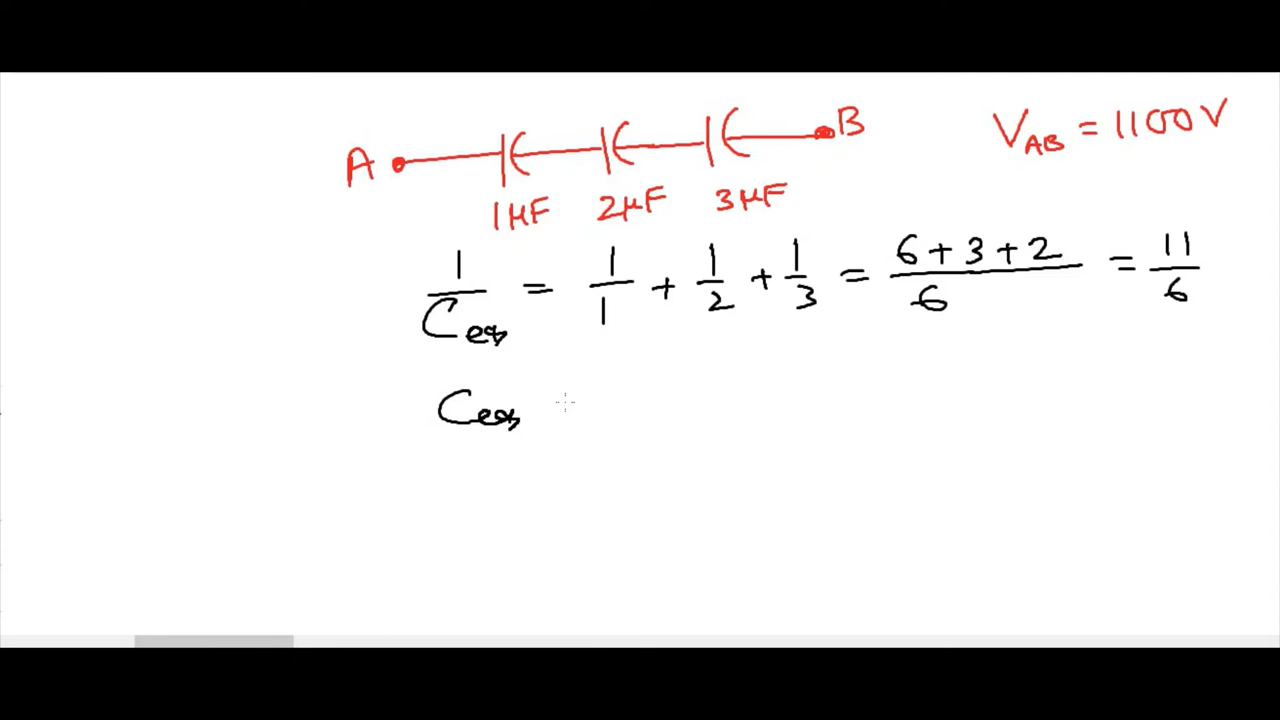 A B V_AB = 1100V
1μF 2μF 3μF
1/C_eq = 1/1 + 1/2 + 1/3 = (6+3+2)/6 = 11/6
C_eq